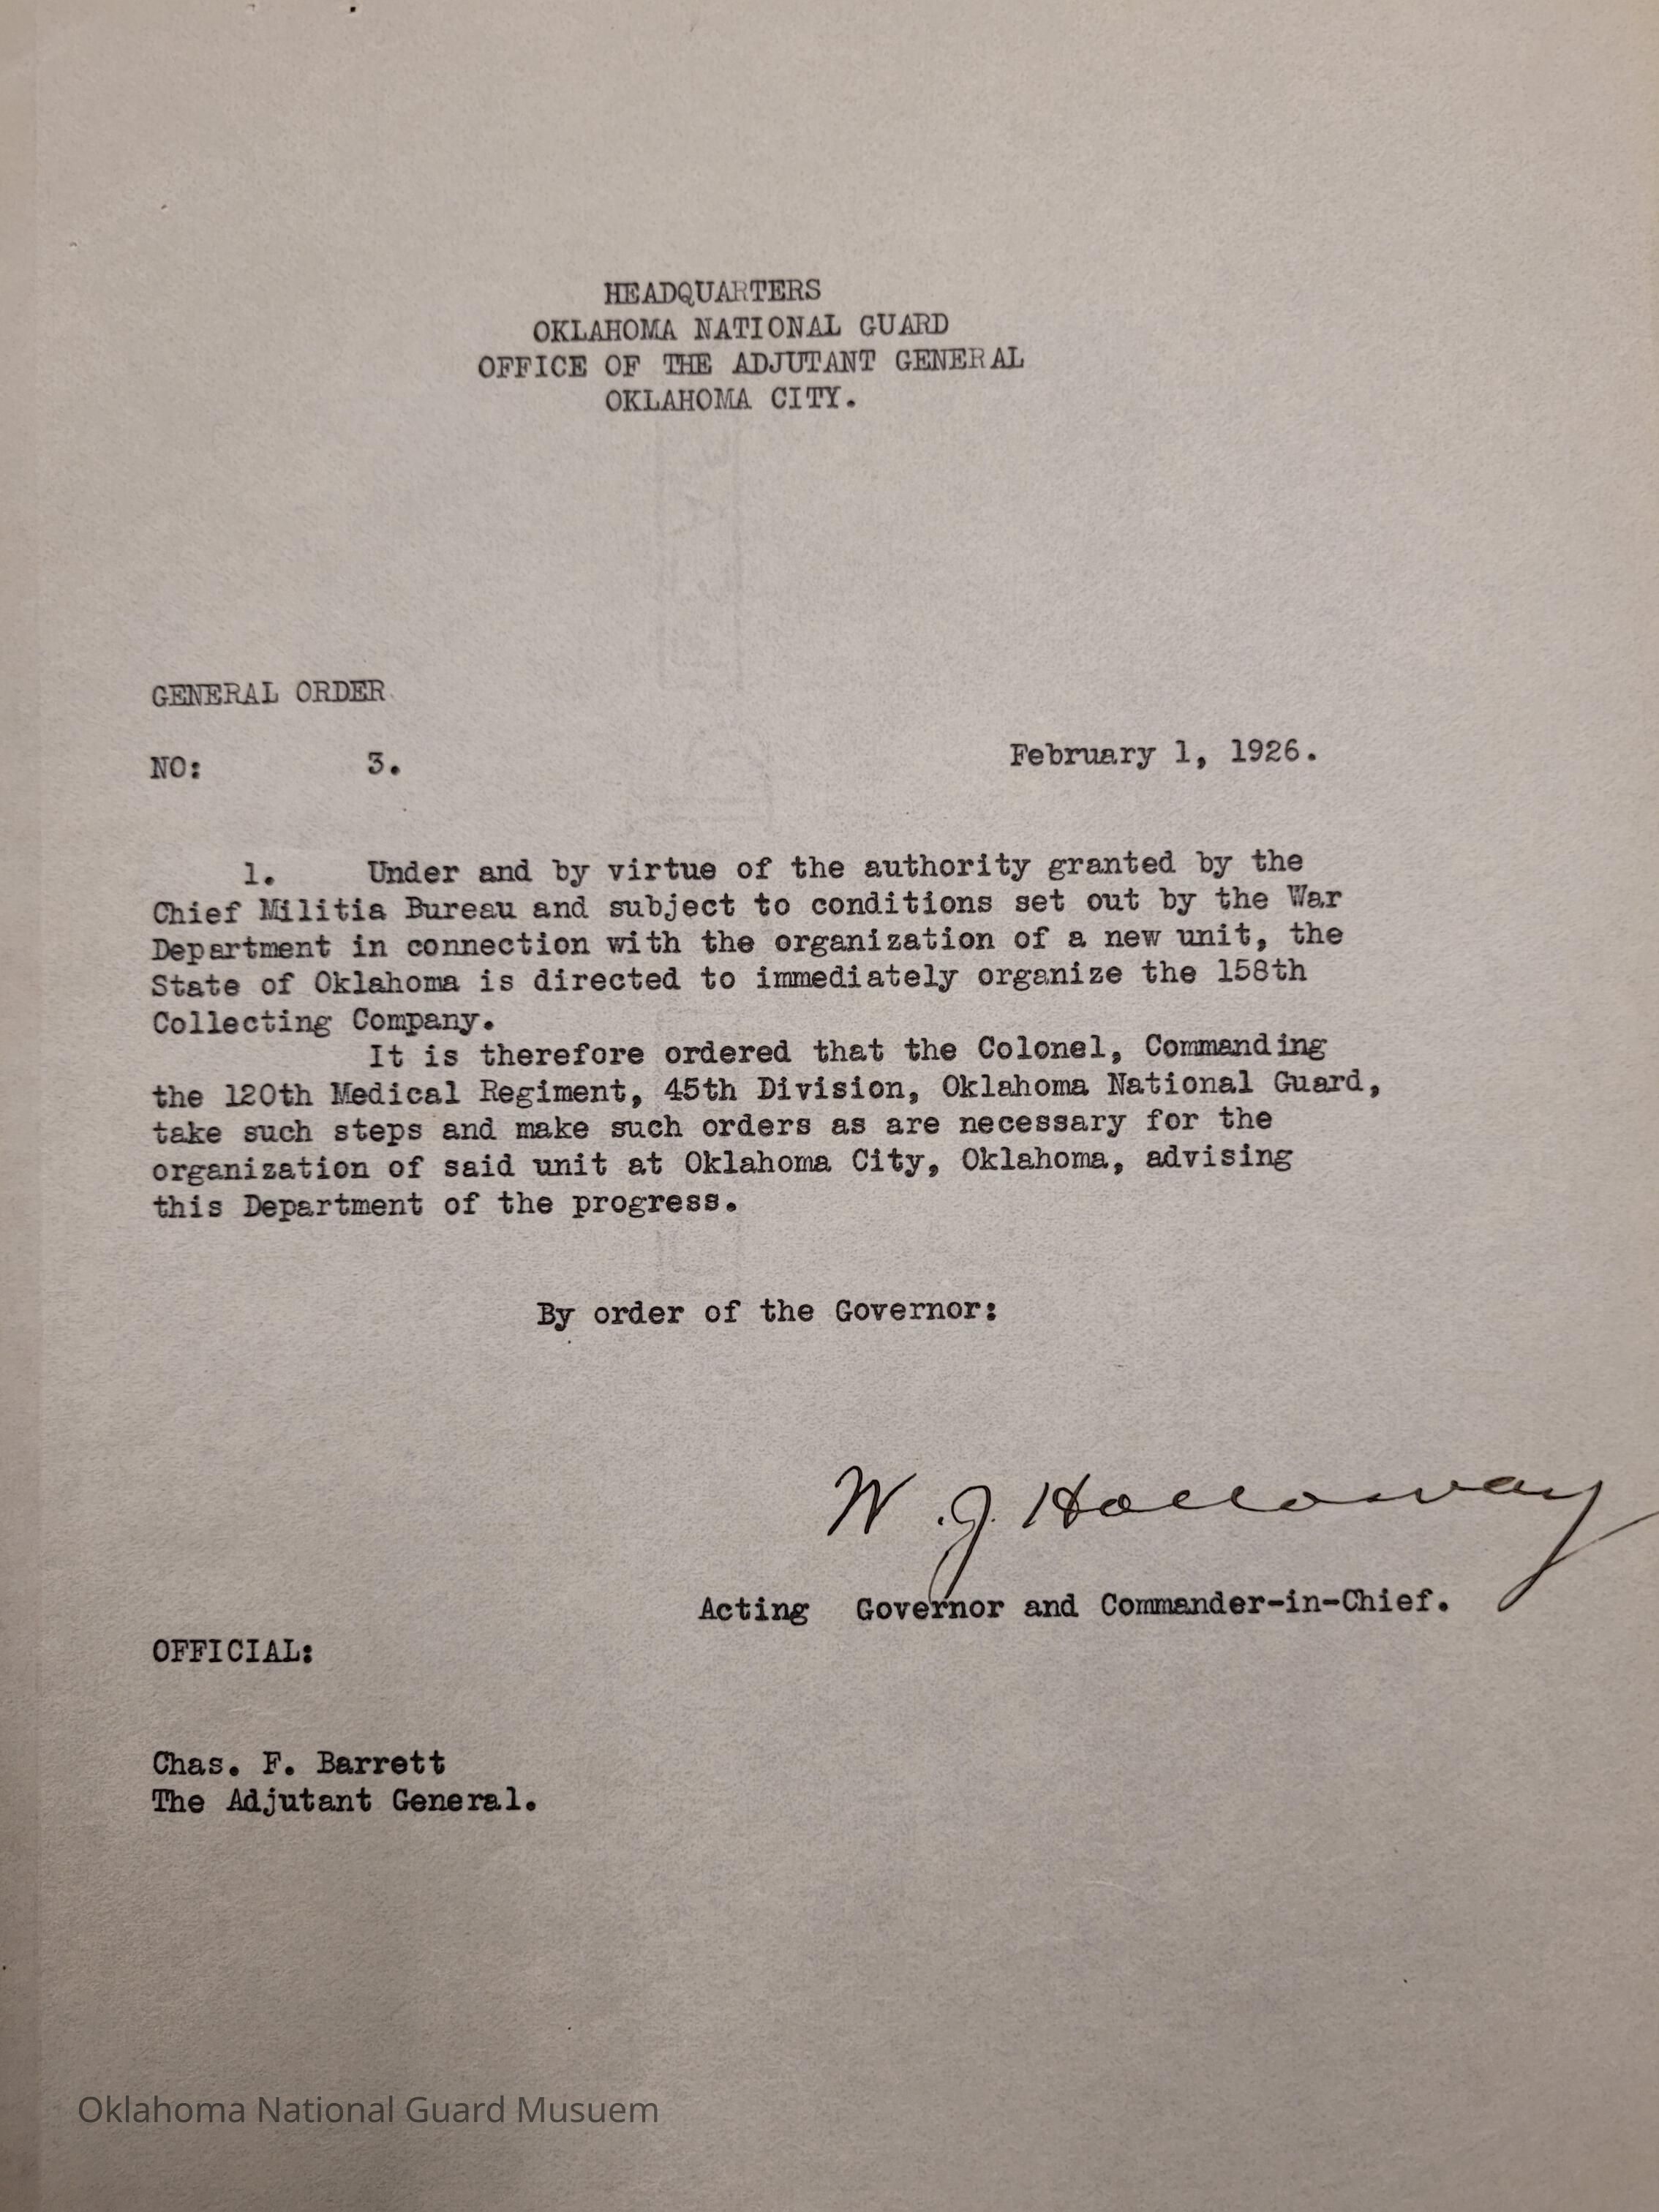 HEADQUARTERS
OKLAHOMA NATIONAL GUARD
OFFICE OF THE ADJUTANT GENERAL
OKLAHOMA CITY.
GENERAL ORDER
NO: 3. February 1, 1926.
1. Under and by virtue of the authority granted by the
Chief Militia Bureau and subject to conditions set out by the War
Department in connection with the organization of a new unit, the
State of Oklahoma is directed to immediately organize the 158th
Collecting Company.
It is therefore ordered that the Colonel, Commanding
the 120th Medical Regiment, 45th Division, Oklahoma National Guard,
take such steps and make such orders as are necessary for the
organization of said unit at Oklahoma City, Oklahoma, advising
this Department of the progress.
By order of the Governor:
W. J. Holloway
Acting Governor and Commander-in-Chief.
OFFICIAL:
Chas. F. Barrett
The Adjutant General.
Oklahoma National Guard Musuem